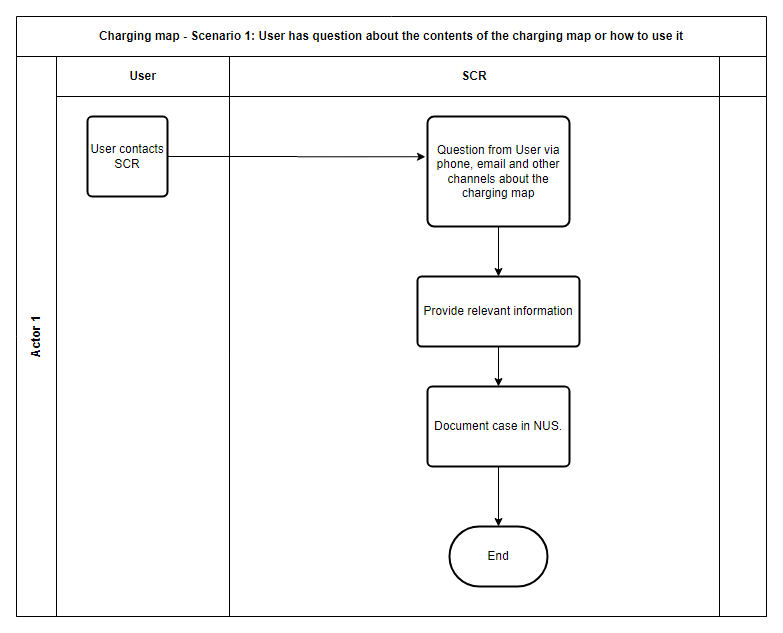 Charging map - Scenario 1: User has question about the contents of the charging map or how to use it
User
SCR
Actor 1
User contacts
SCR
Question from User via
phone, email and other
channels about the
charging map
Provide relevant information
Document case in NUS.
End